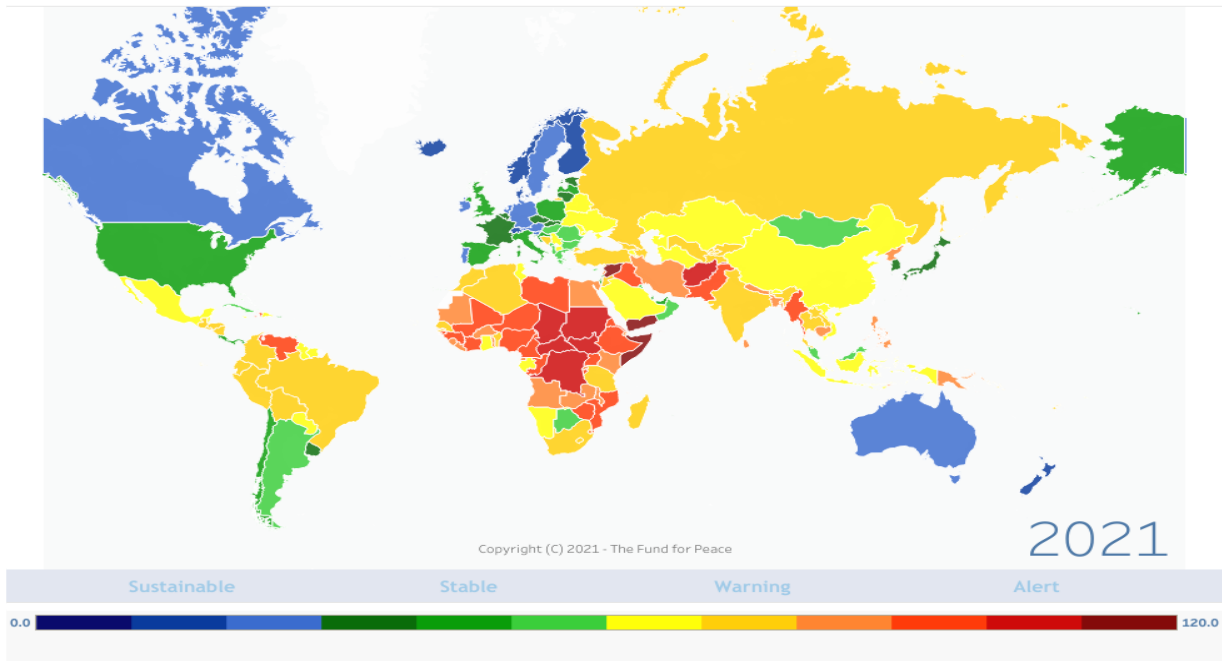 2021
Copyright (C) 2021 - The Fund for Peace
Sustainable Stable Warning Alert
0.0 120.0